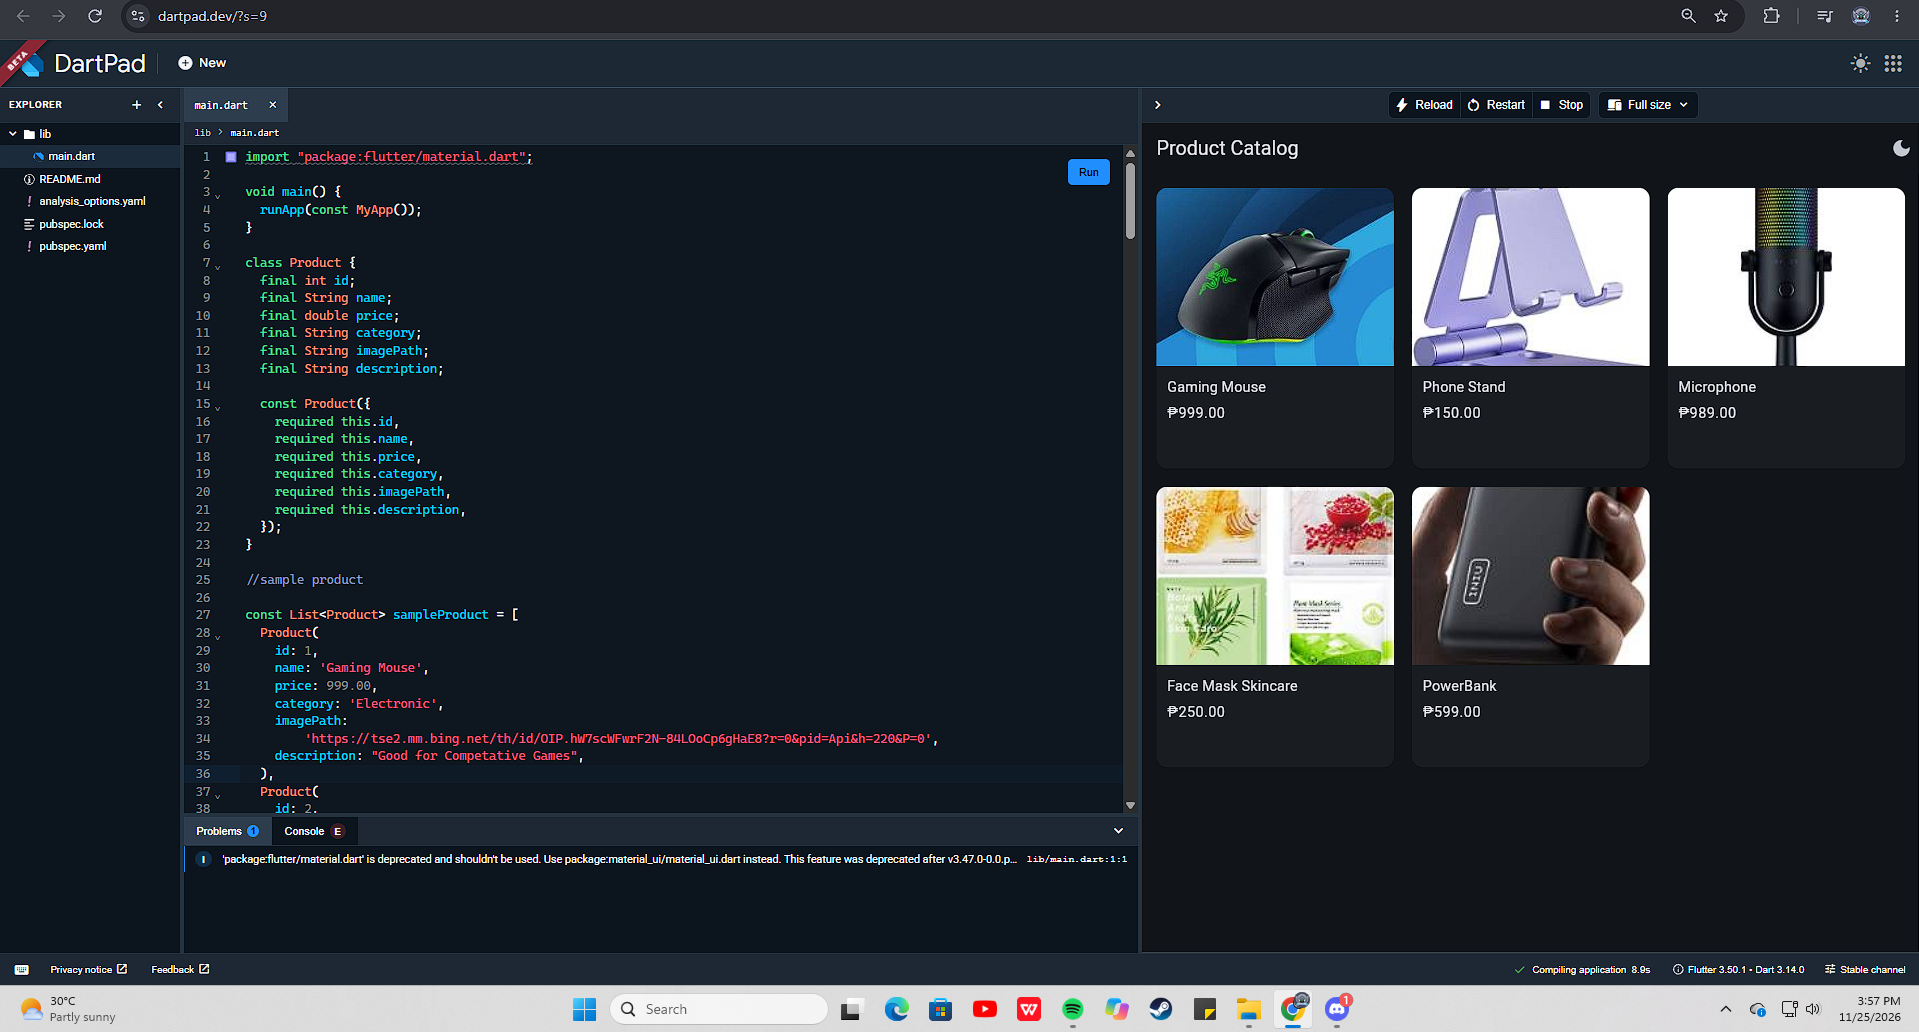 dartpad.dev/?s=9
BETA
DartPad
New
EXPLORER
lib
main.dart
README.md
analysis_options.yaml
pubspec.lock
pubspec.yaml
main.dart
lib > main.dart
Run
1 import "package:flutter/material.dart";
2
3 void main() {
4 runApp(const MyApp());
5 }
6
7 class Product {
8 final int id;
9 final String name;
10 final double price;
11 final String category;
12 final String imagePath;
13 final String description;
14
15 const Product({
16 required this.id,
17 required this.name,
18 required this.price,
19 required this.category,
20 required this.imagePath,
21 required this.description,
22 });
23 }
24
25 //sample product
26
27 const List<Product> sampleProduct = [
28 Product(
29 id: 1,
30 name: 'Gaming Mouse',
31 price: 999.00,
32 category: 'Electronic',
33 imagePath:
34 'https://tse2.mm.bing.net/th/id/OIP.hW7scWFwrF2N-84LOoCp6gHaE8?r=0&pid=Api&h=220&P=0',
35 description: "Good for Competative Games",
36 ),
37 Product(
38 id: 2,
Problems 1
Console E
'package:flutter/material.dart' is deprecated and shouldn't be used. Use package:material_ui/material_ui.dart instead. This feature was deprecated after v3.47.0-0.0.p... lib/main.dart:1:1
Reload
Restart
Stop
Full size
Product Catalog
Gaming Mouse
₱999.00
Phone Stand
₱150.00
Microphone
₱989.00
Face Mask Skincare
₱250.00
INIU
PowerBank
₱599.00
Privacy notice
Feedback
Compiling application 8.9s
Flutter 3.50.1 • Dart 3.14.0
Stable channel
30°C
Partly sunny
Search
1
3:57 PM
11/25/2026